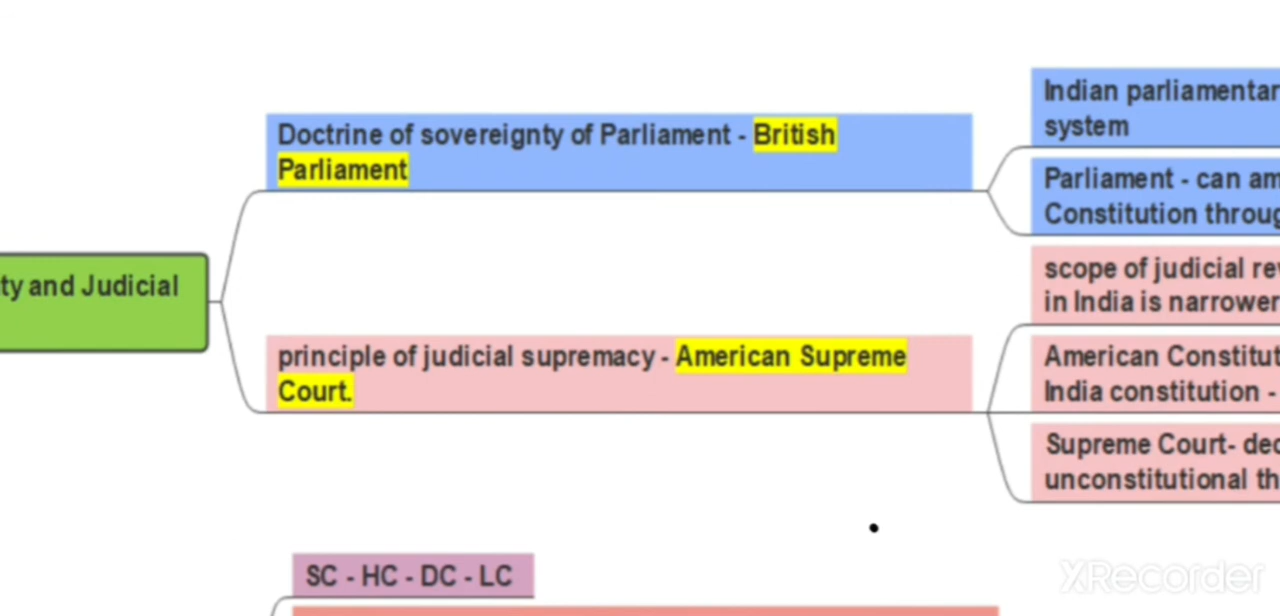 ty and Judicial
Doctrine of sovereignty of Parliament - British
Parliament
principle of judicial supremacy - American Supreme
Court.
Indian parliamentar
system
Parliament - can am
Constitution throug
scope of judicial rev
in India is narrower
American Constitut
India constitution -
Supreme Court- dec
unconstitutional th
SC - HC - DC - LC
XRecorder